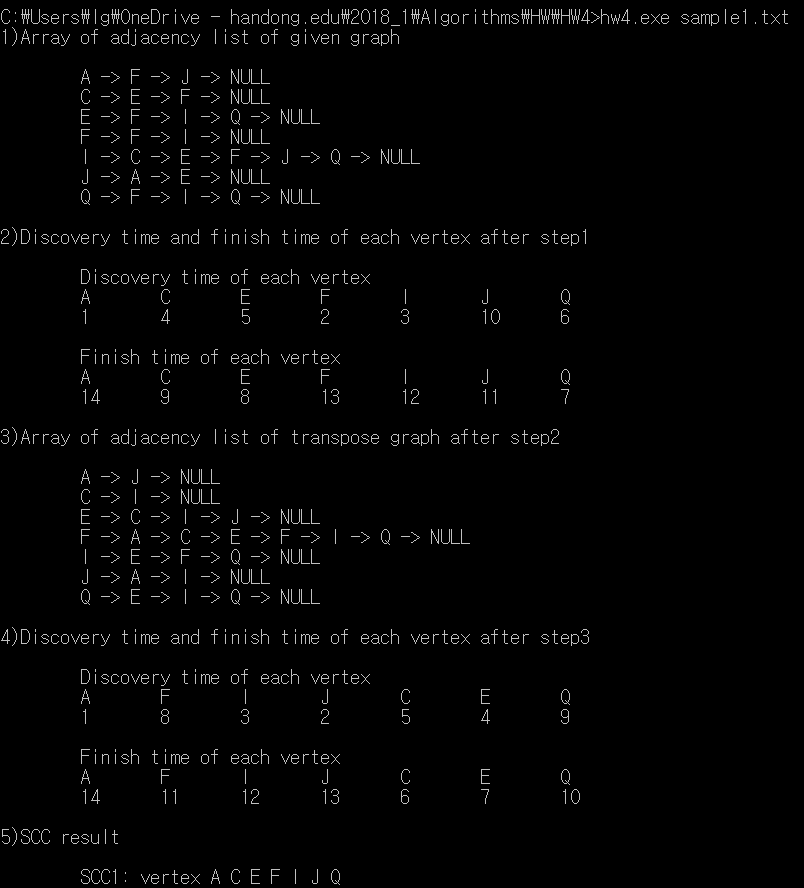 C:₩Users₩lg₩OneDrive - handong.edu₩2018_1₩Algorithms₩HW₩HW4>hw4.exe sample1.txt
1)Array of adjacency list of given graph
A -> F -> J -> NULL
C -> E -> F -> NULL
E -> F -> I -> Q -> NULL
F -> F -> I -> NULL
I -> C -> E -> F -> J -> Q -> NULL
J -> A -> E -> NULL
Q -> F -> I -> Q -> NULL
2)Discovery time and finish time of each vertex after step1
Discovery time of each vertex
A C E F I J Q
1 4 5 2 3 10 6
Finish time of each vertex
A C E F I J Q
14 9 8 13 12 11 7
3)Array of adjacency list of transpose graph after step2
A -> J -> NULL
C -> I -> NULL
E -> C -> I -> J -> NULL
F -> A -> C -> E -> F -> I -> Q -> NULL
I -> E -> F -> Q -> NULL
J -> A -> I -> NULL
Q -> E -> I -> Q -> NULL
4)Discovery time and finish time of each vertex after step3
Discovery time of each vertex
A F I J C E Q
1 8 3 2 5 4 9
Finish time of each vertex
A F I J C E Q
14 11 12 13 6 7 10
5)SCC result
SCC1: vertex A C E F I J Q